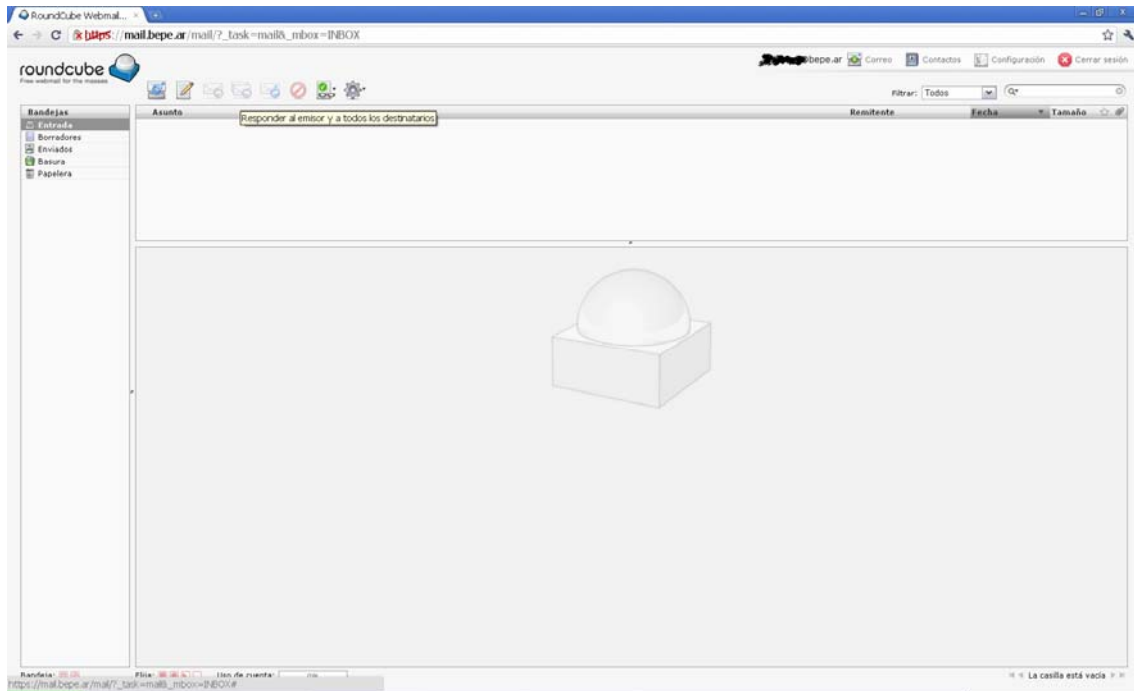 RoundCube Webmail...
https://mail.bepe.ar/mail/?_task=mail&_mbox=INBOX
roundcube
Free webmail for the masses
bepe.ar Correo Contactos Configuración Cerrar sesión
Filtrar: Todos
Bandejas
Entrada
Borradores
Enviados
Basura
Papelera
Asunto Remitente Fecha Tamaño
Responder al emisor y a todos los destinatarios
Bandeja: Elija: Uso de cuenta: 0% La casilla está vacía
https://mail.bepe.ar/mail/?_task=mail&_mbox=INBOX#